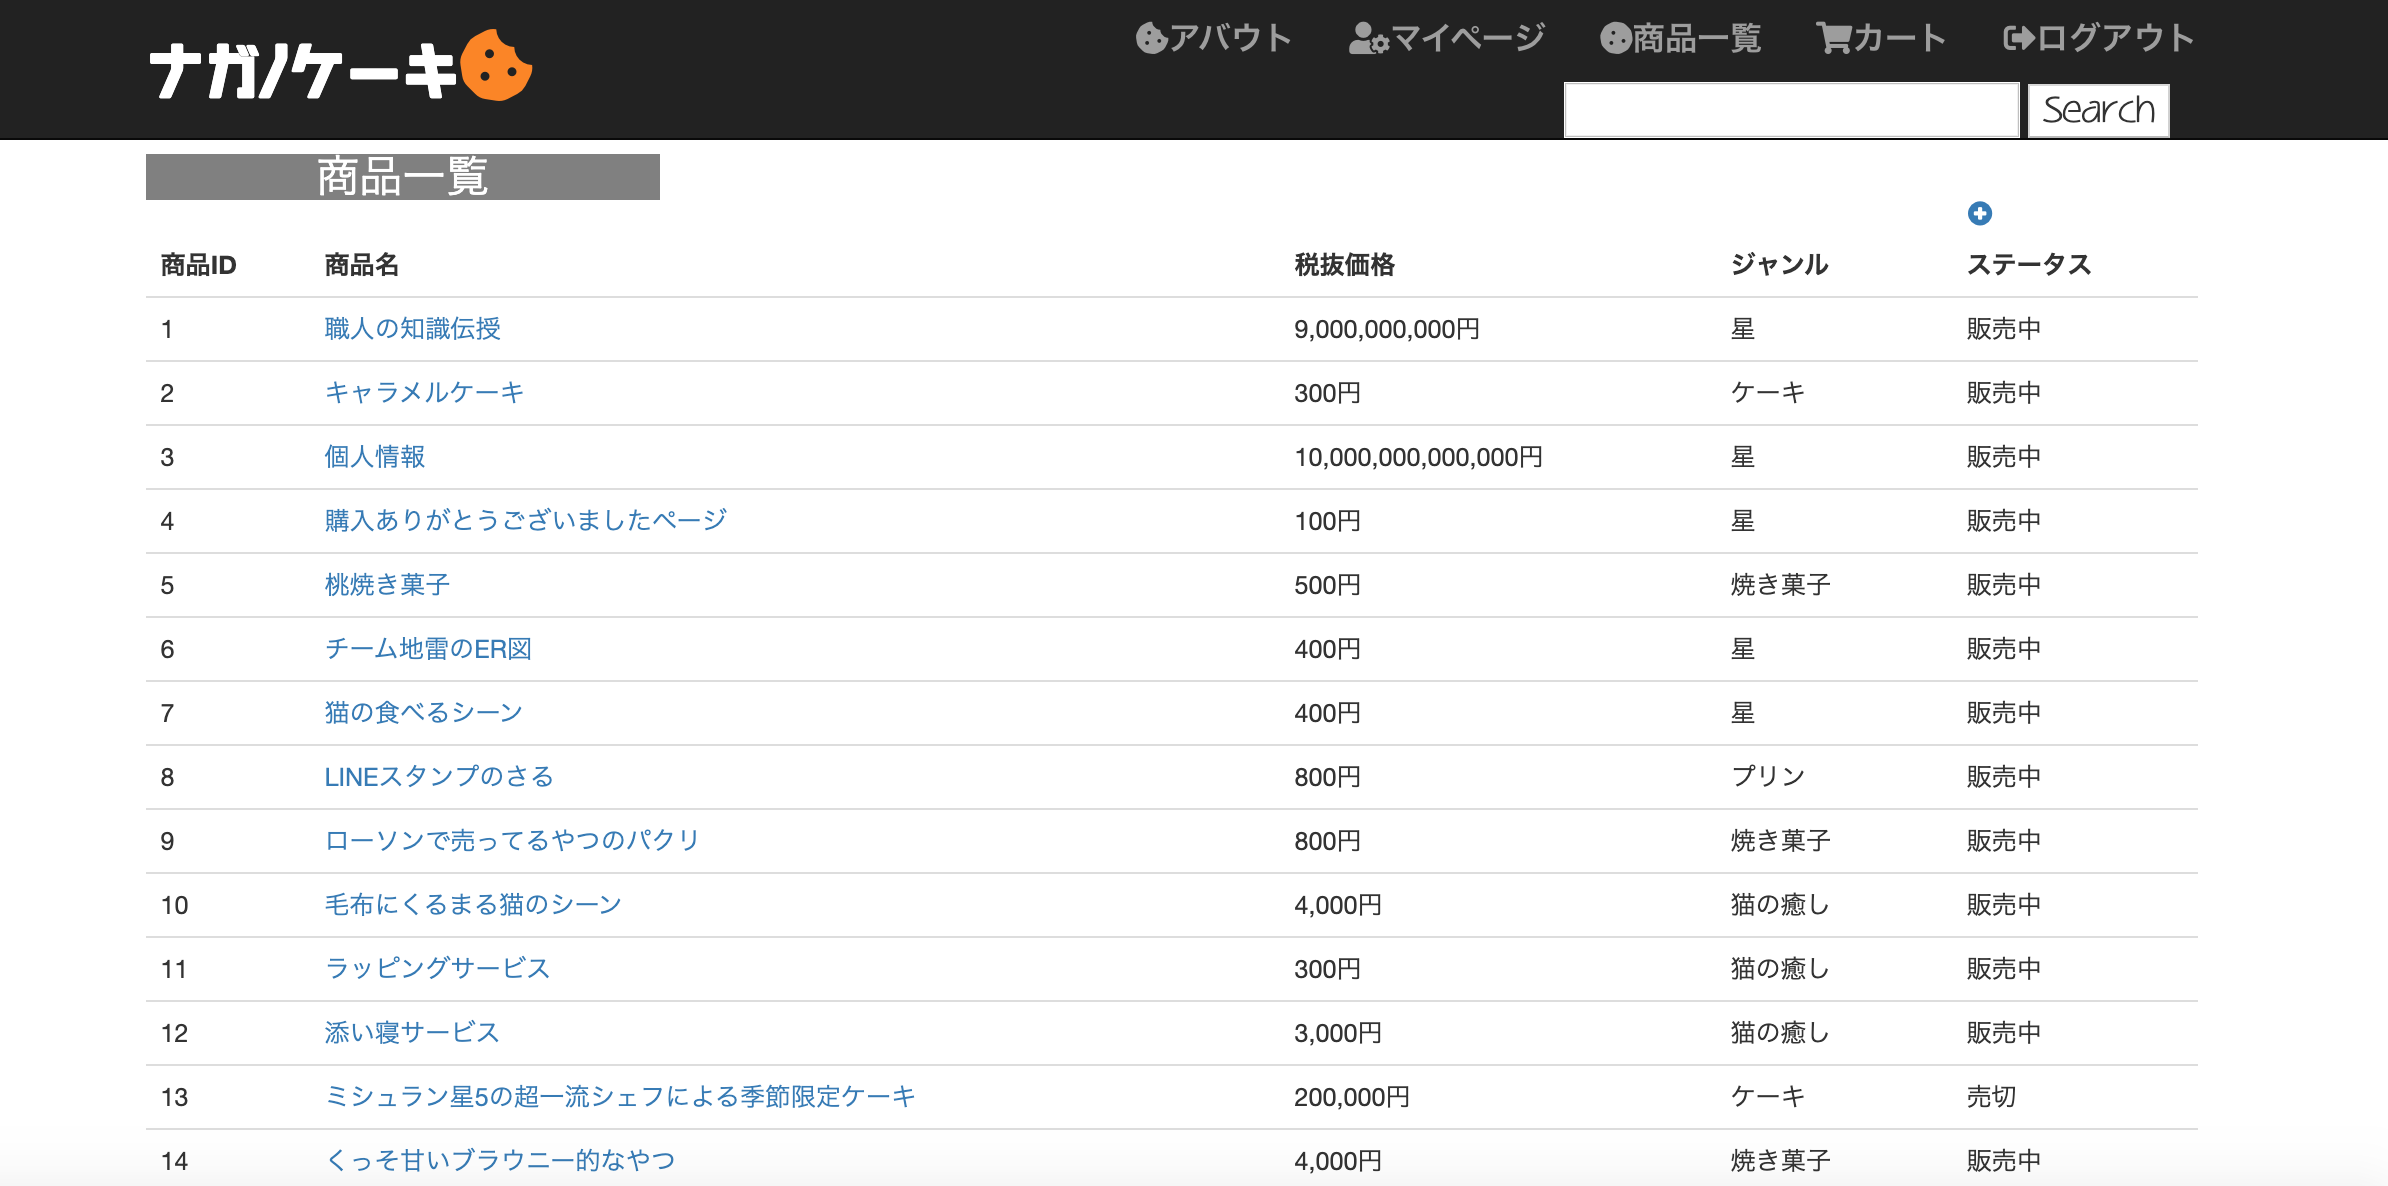 ナガノケーキ
アバウト マイページ 商品一覧 カート ログアウト
Search
商品一覧
商品ID 商品名 税抜価格 ジャンル ステータス
1 職人の知識伝授 9,000,000,000円 星 販売中
2 キャラメルケーキ 300円 ケーキ 販売中
3 個人情報 10,000,000,000,000円 星 販売中
4 購入ありがとうございましたページ 100円 星 販売中
5 桃焼き菓子 500円 焼き菓子 販売中
6 チーム地雷のER図 400円 星 販売中
7 猫の食べるシーン 400円 星 販売中
8 LINEスタンプのさる 800円 プリン 販売中
9 ローソンで売ってるやつのパクリ 800円 焼き菓子 販売中
10 毛布にくるまる猫のシーン 4,000円 猫の癒し 販売中
11 ラッピングサービス 300円 猫の癒し 販売中
12 添い寝サービス 3,000円 猫の癒し 販売中
13 ミシュラン星5の超一流シェフによる季節限定ケーキ 200,000円 ケーキ 売切
14 くっそ甘いブラウニー的なやつ 4,000円 焼き菓子 販売中